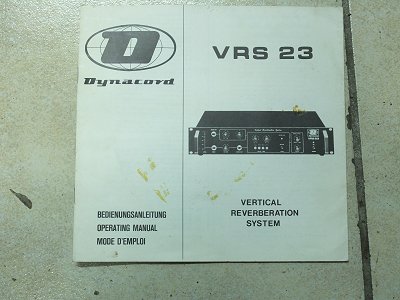 D
Dynacord
VRS 23
BEDIENUNGSANLEITUNG
OPERATING MANUAL
MODE D'EMPLOI
VERTICAL
REVERBERATION
SYSTEM